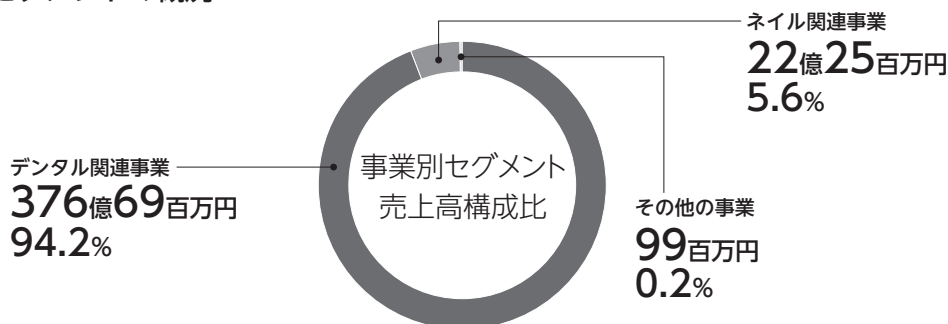 ネイル関連事業
22億25百万円
5.6%
デンタル関連事業
376億69百万円
94.2%
事業別セグメント
売上高構成比
その他の事業
99百万円
0.2%